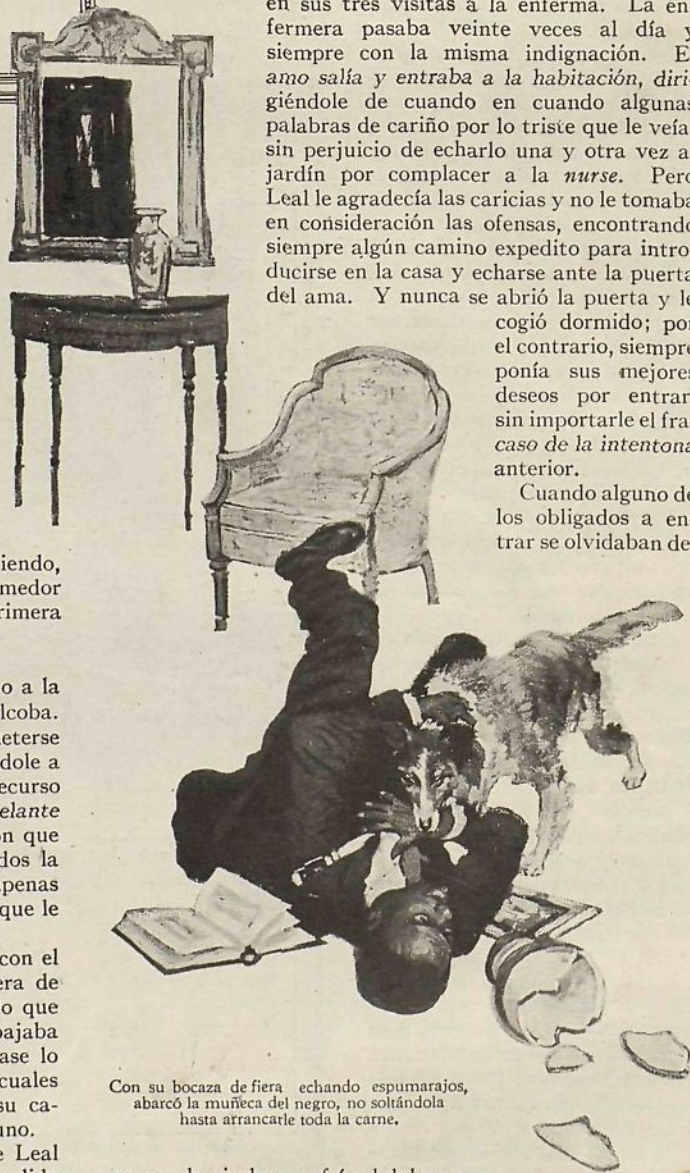 iendo,
medor
rimera
o a la
lcoba.
eterse
dole a
ecurso
elante
on que
dos la
penas
que le
con el
era de
o que
bajaba
ase lo
cuales
su ca-
uno.
e Leal
en sus tres visitas a la enferma. La en
fermera pasaba veinte veces al día y
siempre con la misma indignación. E
amo salía y entraba a la habitación, diri-
giéndole de cuando en cuando algunas
palabras de cariño por lo triste que le veía
sin perjuicio de echarlo una y otra vez a
jardín por complacer a la nurse. Pero
Leal le agradecía las caricias y no le tomaba
en consideración las ofensas, encontrando
siempre algún camino expedito para intro-
ducirse en la casa y echarse ante la puerta
del ama. Y nunca se abrió la puerta y le
cogió dormido; por
el contrario, siempre
ponía sus mejores
deseos por entrar
sin importarle el fra-
caso de la intentona
anterior.
Cuando alguno de
los obligados a en-
trar se olvidaban de
Con su bocaza de fiera echando espumarajos,
abarcó la muñeca del negro, no soltándola
hasta arrancarle toda la carne.